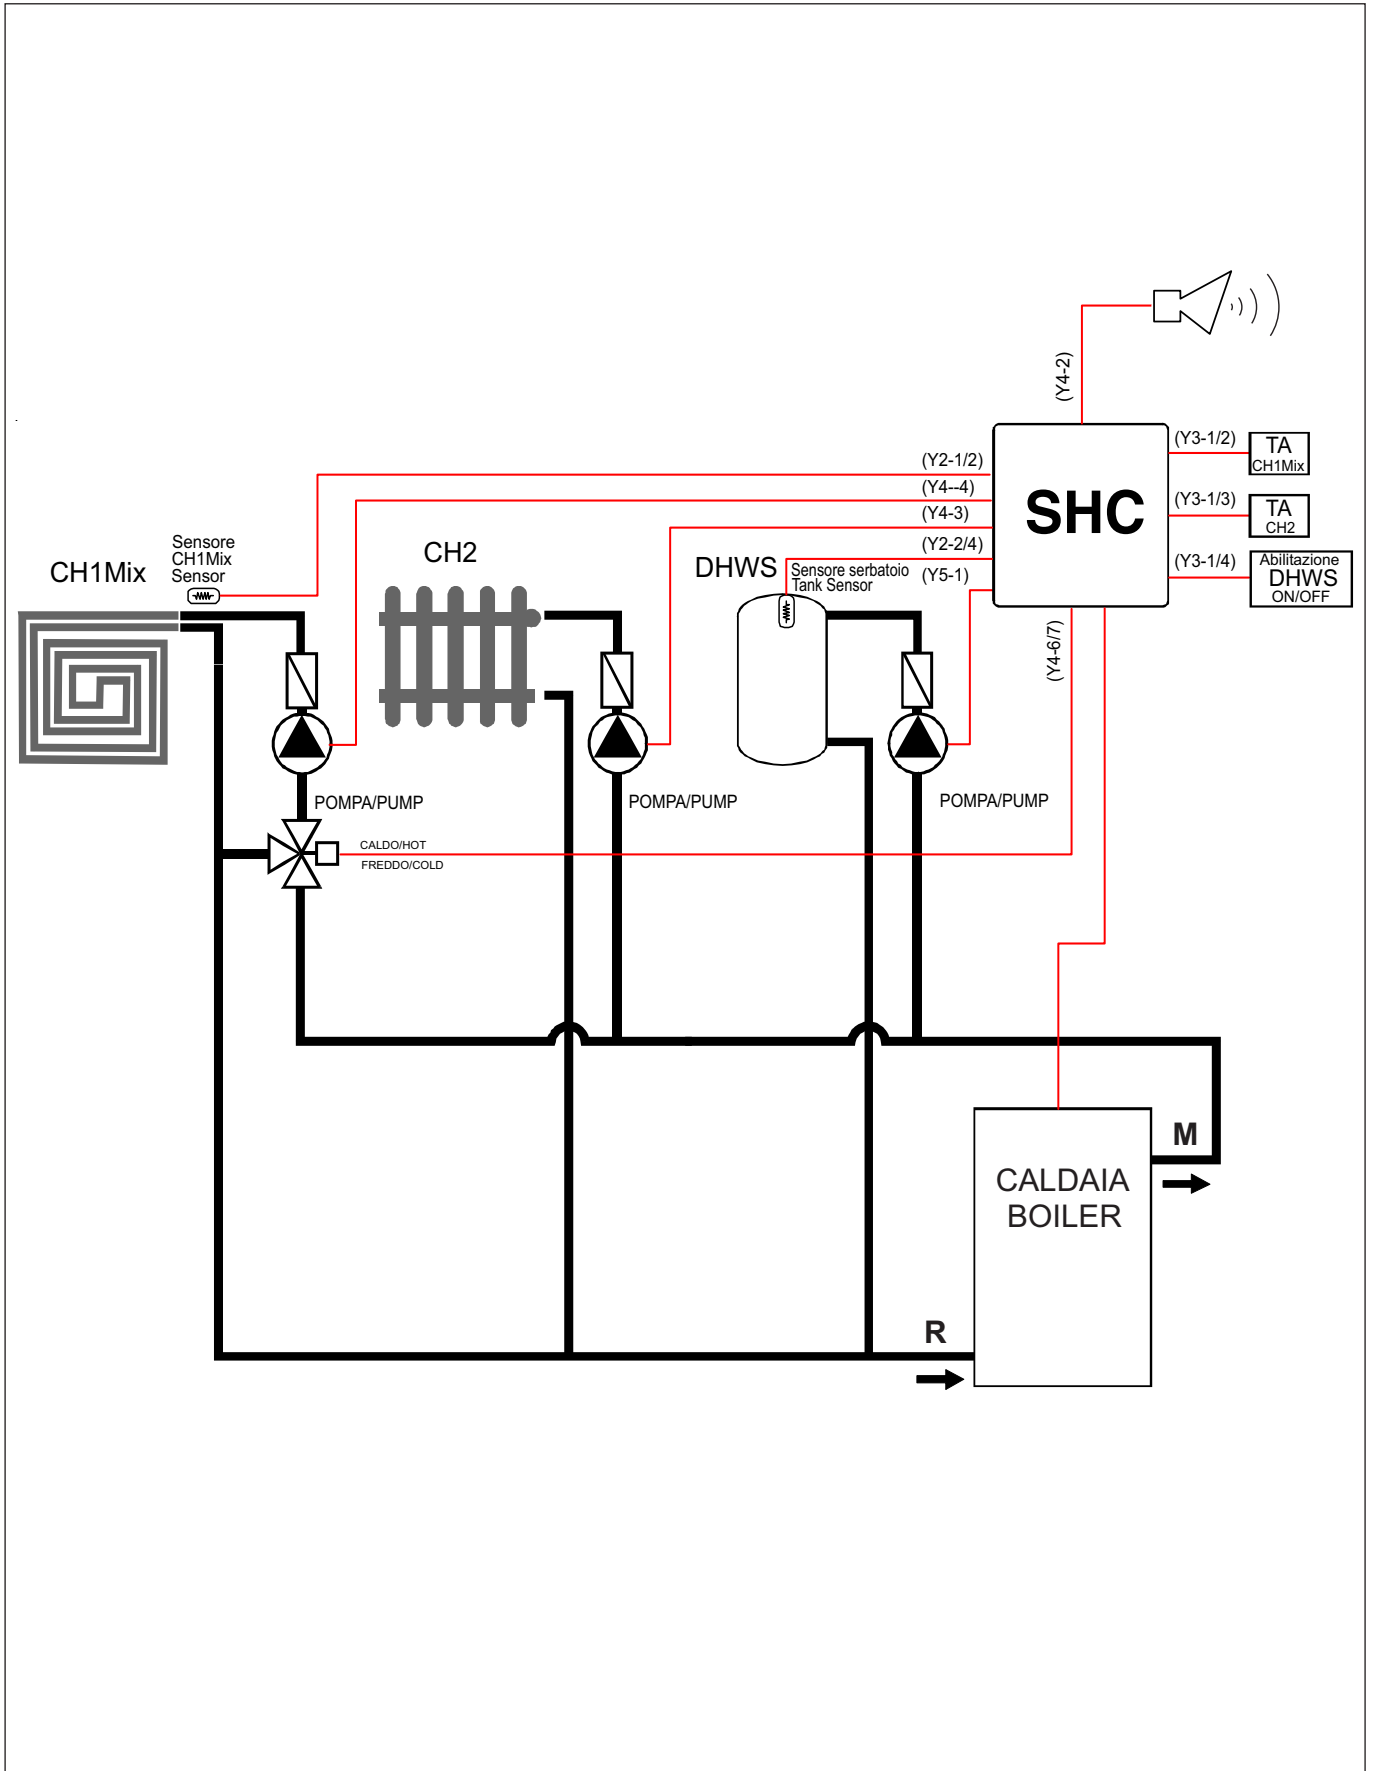 (Y4-2)
(Y3-1/2)
TA
CH1Mix
(Y2-1/2)
(Y4--4)
SHC
(Y3-1/3)
TA
CH2
(Y4-3)
Sensore
CH1Mix
Sensor
CH1Mix
CH2
(Y2-2/4)
DHWS
Sensore serbatoio
Tank Sensor
(Y5-1)
(Y3-1/4)
Abilitazione
DHWS
ON/OFF
(Y4-6/7)
POMPA/PUMP
POMPA/PUMP
POMPA/PUMP
CALDO/HOT
FREDDO/COLD
M
CALDAIA
BOILER
R